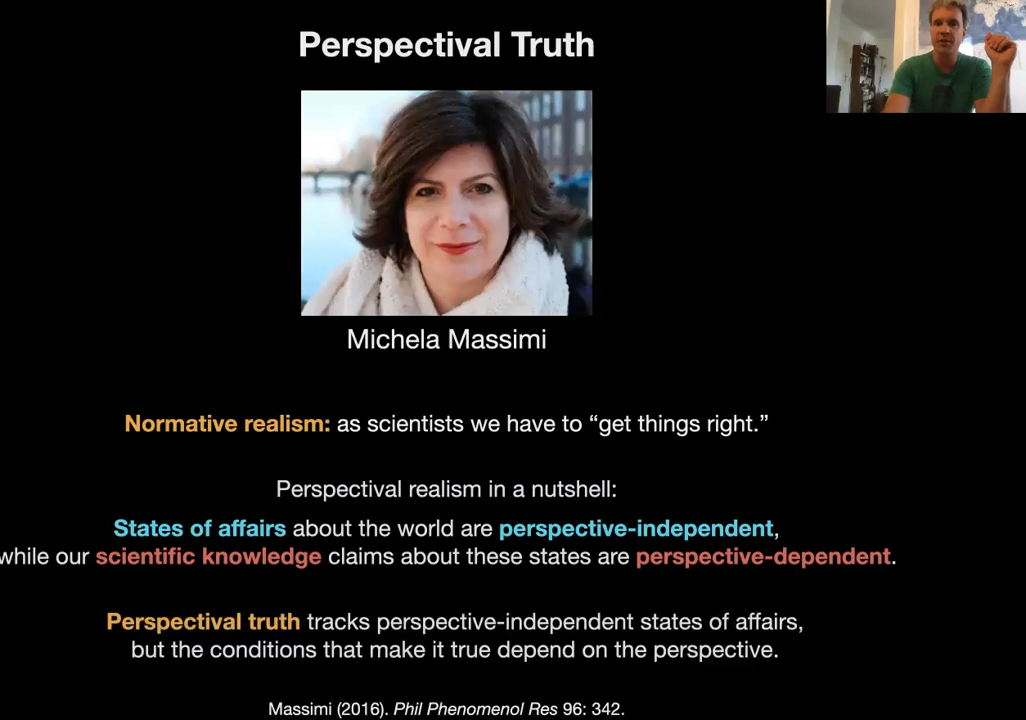 Perspectival Truth
Michela Massimi
Normative realism: as scientists we have to “get things right.”
Perspectival realism in a nutshell:
States of affairs about the world are perspective-independent,
while our scientific knowledge claims about these states are perspective-dependent.
Perspectival truth tracks perspective-independent states of affairs,
but the conditions that make it true depend on the perspective.
Massimi (2016). Phil Phenomenol Res 96: 342.